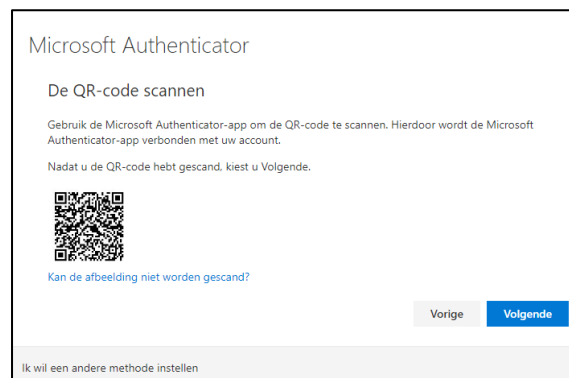 Microsoft Authenticator
De QR-code scannen
Gebruik de Microsoft Authenticator-app om de QR-code te scannen. Hierdoor wordt de Microsoft
Authenticator-app verbonden met uw account.
Nadat u de QR-code hebt gescand, kiest u Volgende.
Kan de afbeelding niet worden gescand?
Vorige Volgende
Ik wil een andere methode instellen